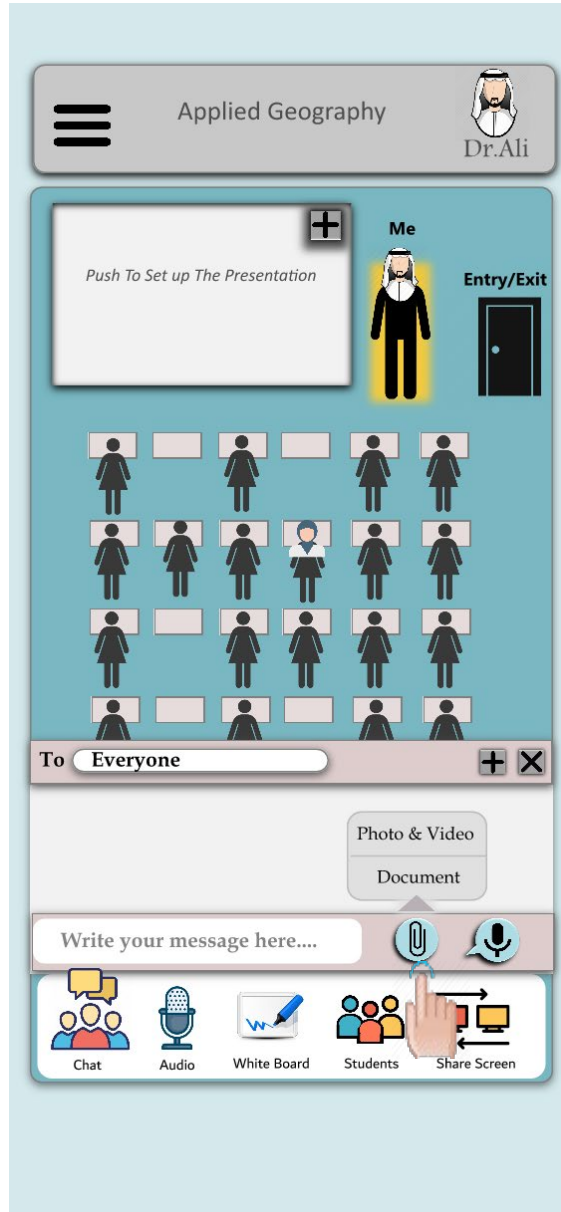 Applied Geography
Dr.Ali
Push To Set up The Presentation
Me
Entry/Exit
To Everyone
Photo & Video
Document
Write your message here....
Chat Audio White Board Students Share Screen